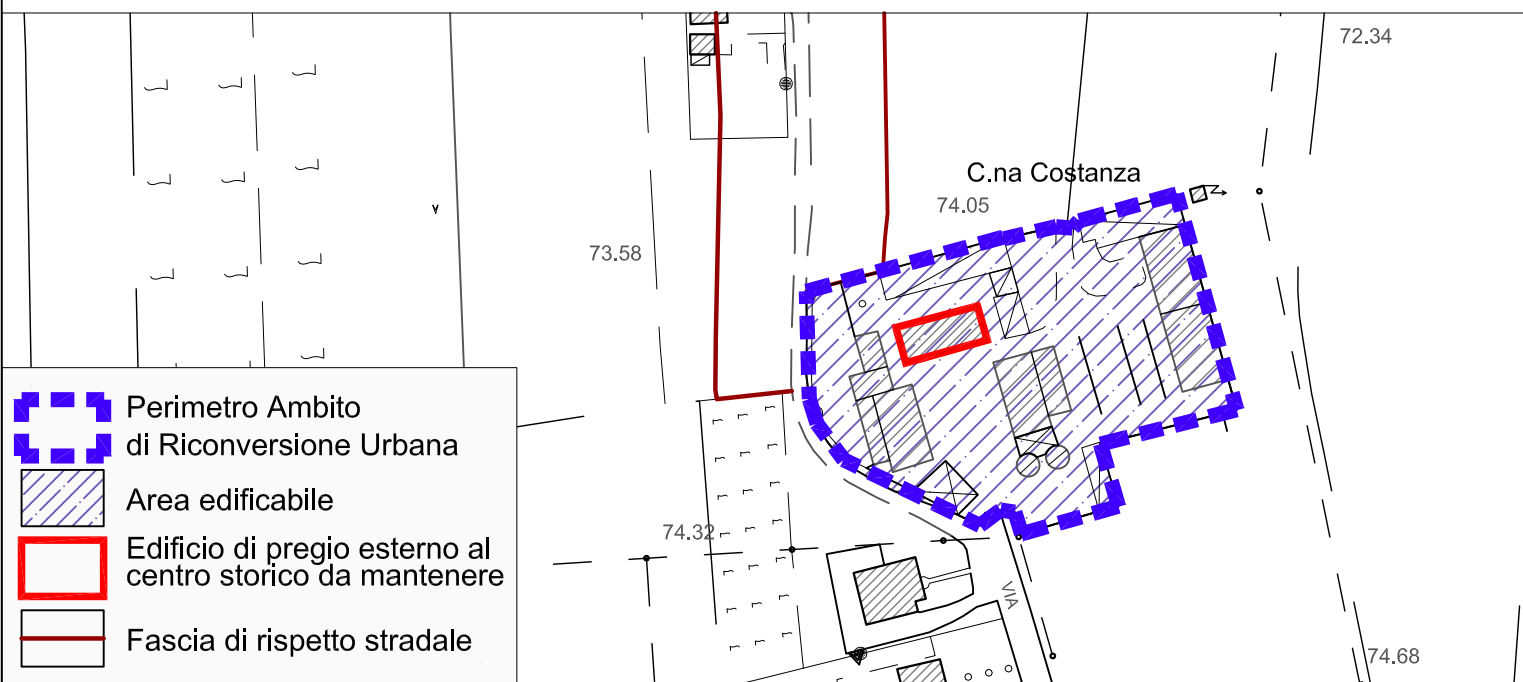 72.34
C.na Costanza
74.05
73.58
Perimetro Ambito
di Riconversione Urbana
Area edificabile
Edificio di pregio esterno al
centro storico da mantenere
Fascia di rispetto stradale
74.32
VIA
74.68